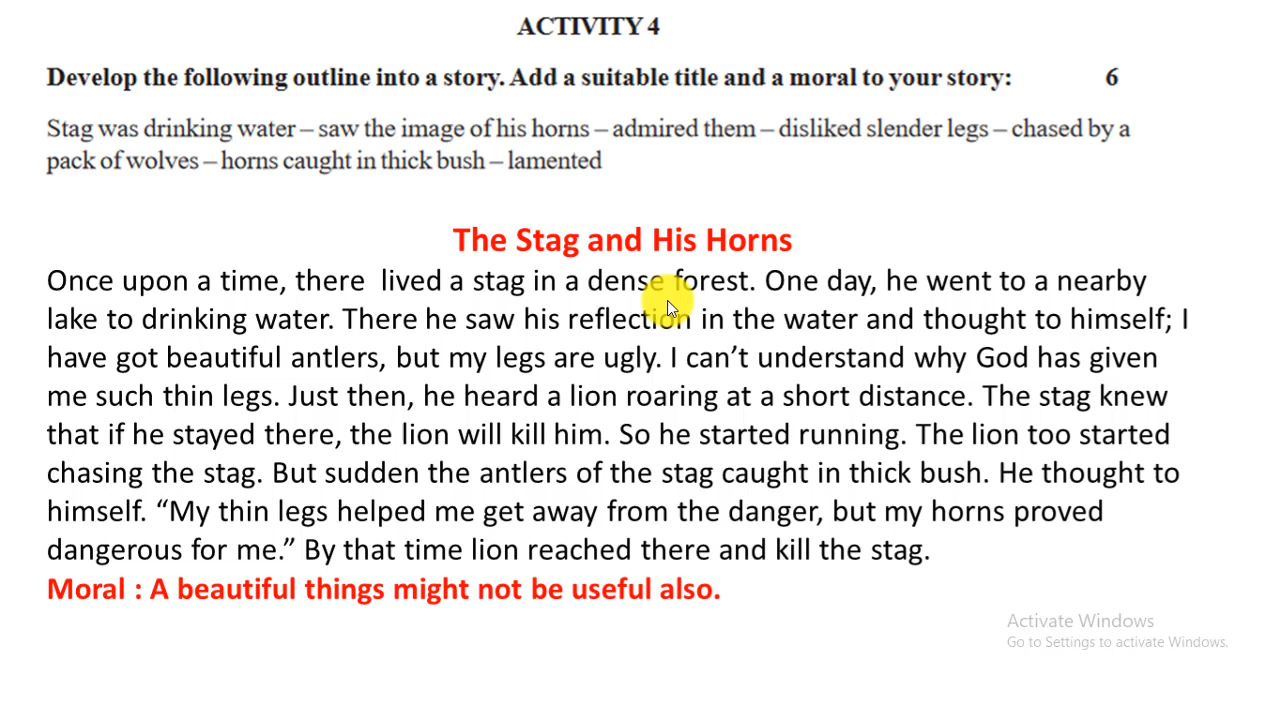 ACTIVITY 4
Develop the following outline into a story. Add a suitable title and a moral to your story: 6
Stag was drinking water – saw the image of his horns – admired them – disliked slender legs – chased by a
pack of wolves – horns caught in thick bush – lamented
The Stag and His Horns
Once upon a time, there lived a stag in a dense forest. One day, he went to a nearby
lake to drinking water. There he saw his reflection in the water and thought to himself; I
have got beautiful antlers, but my legs are ugly. I can’t understand why God has given
me such thin legs. Just then, he heard a lion roaring at a short distance. The stag knew
that if he stayed there, the lion will kill him. So he started running. The lion too started
chasing the stag. But sudden the antlers of the stag caught in thick bush. He thought to
himself. “My thin legs helped me get away from the danger, but my horns proved
dangerous for me.” By that time lion reached there and kill the stag.
Moral : A beautiful things might not be useful also.
Activate Windows
Go to Settings to activate Windows.